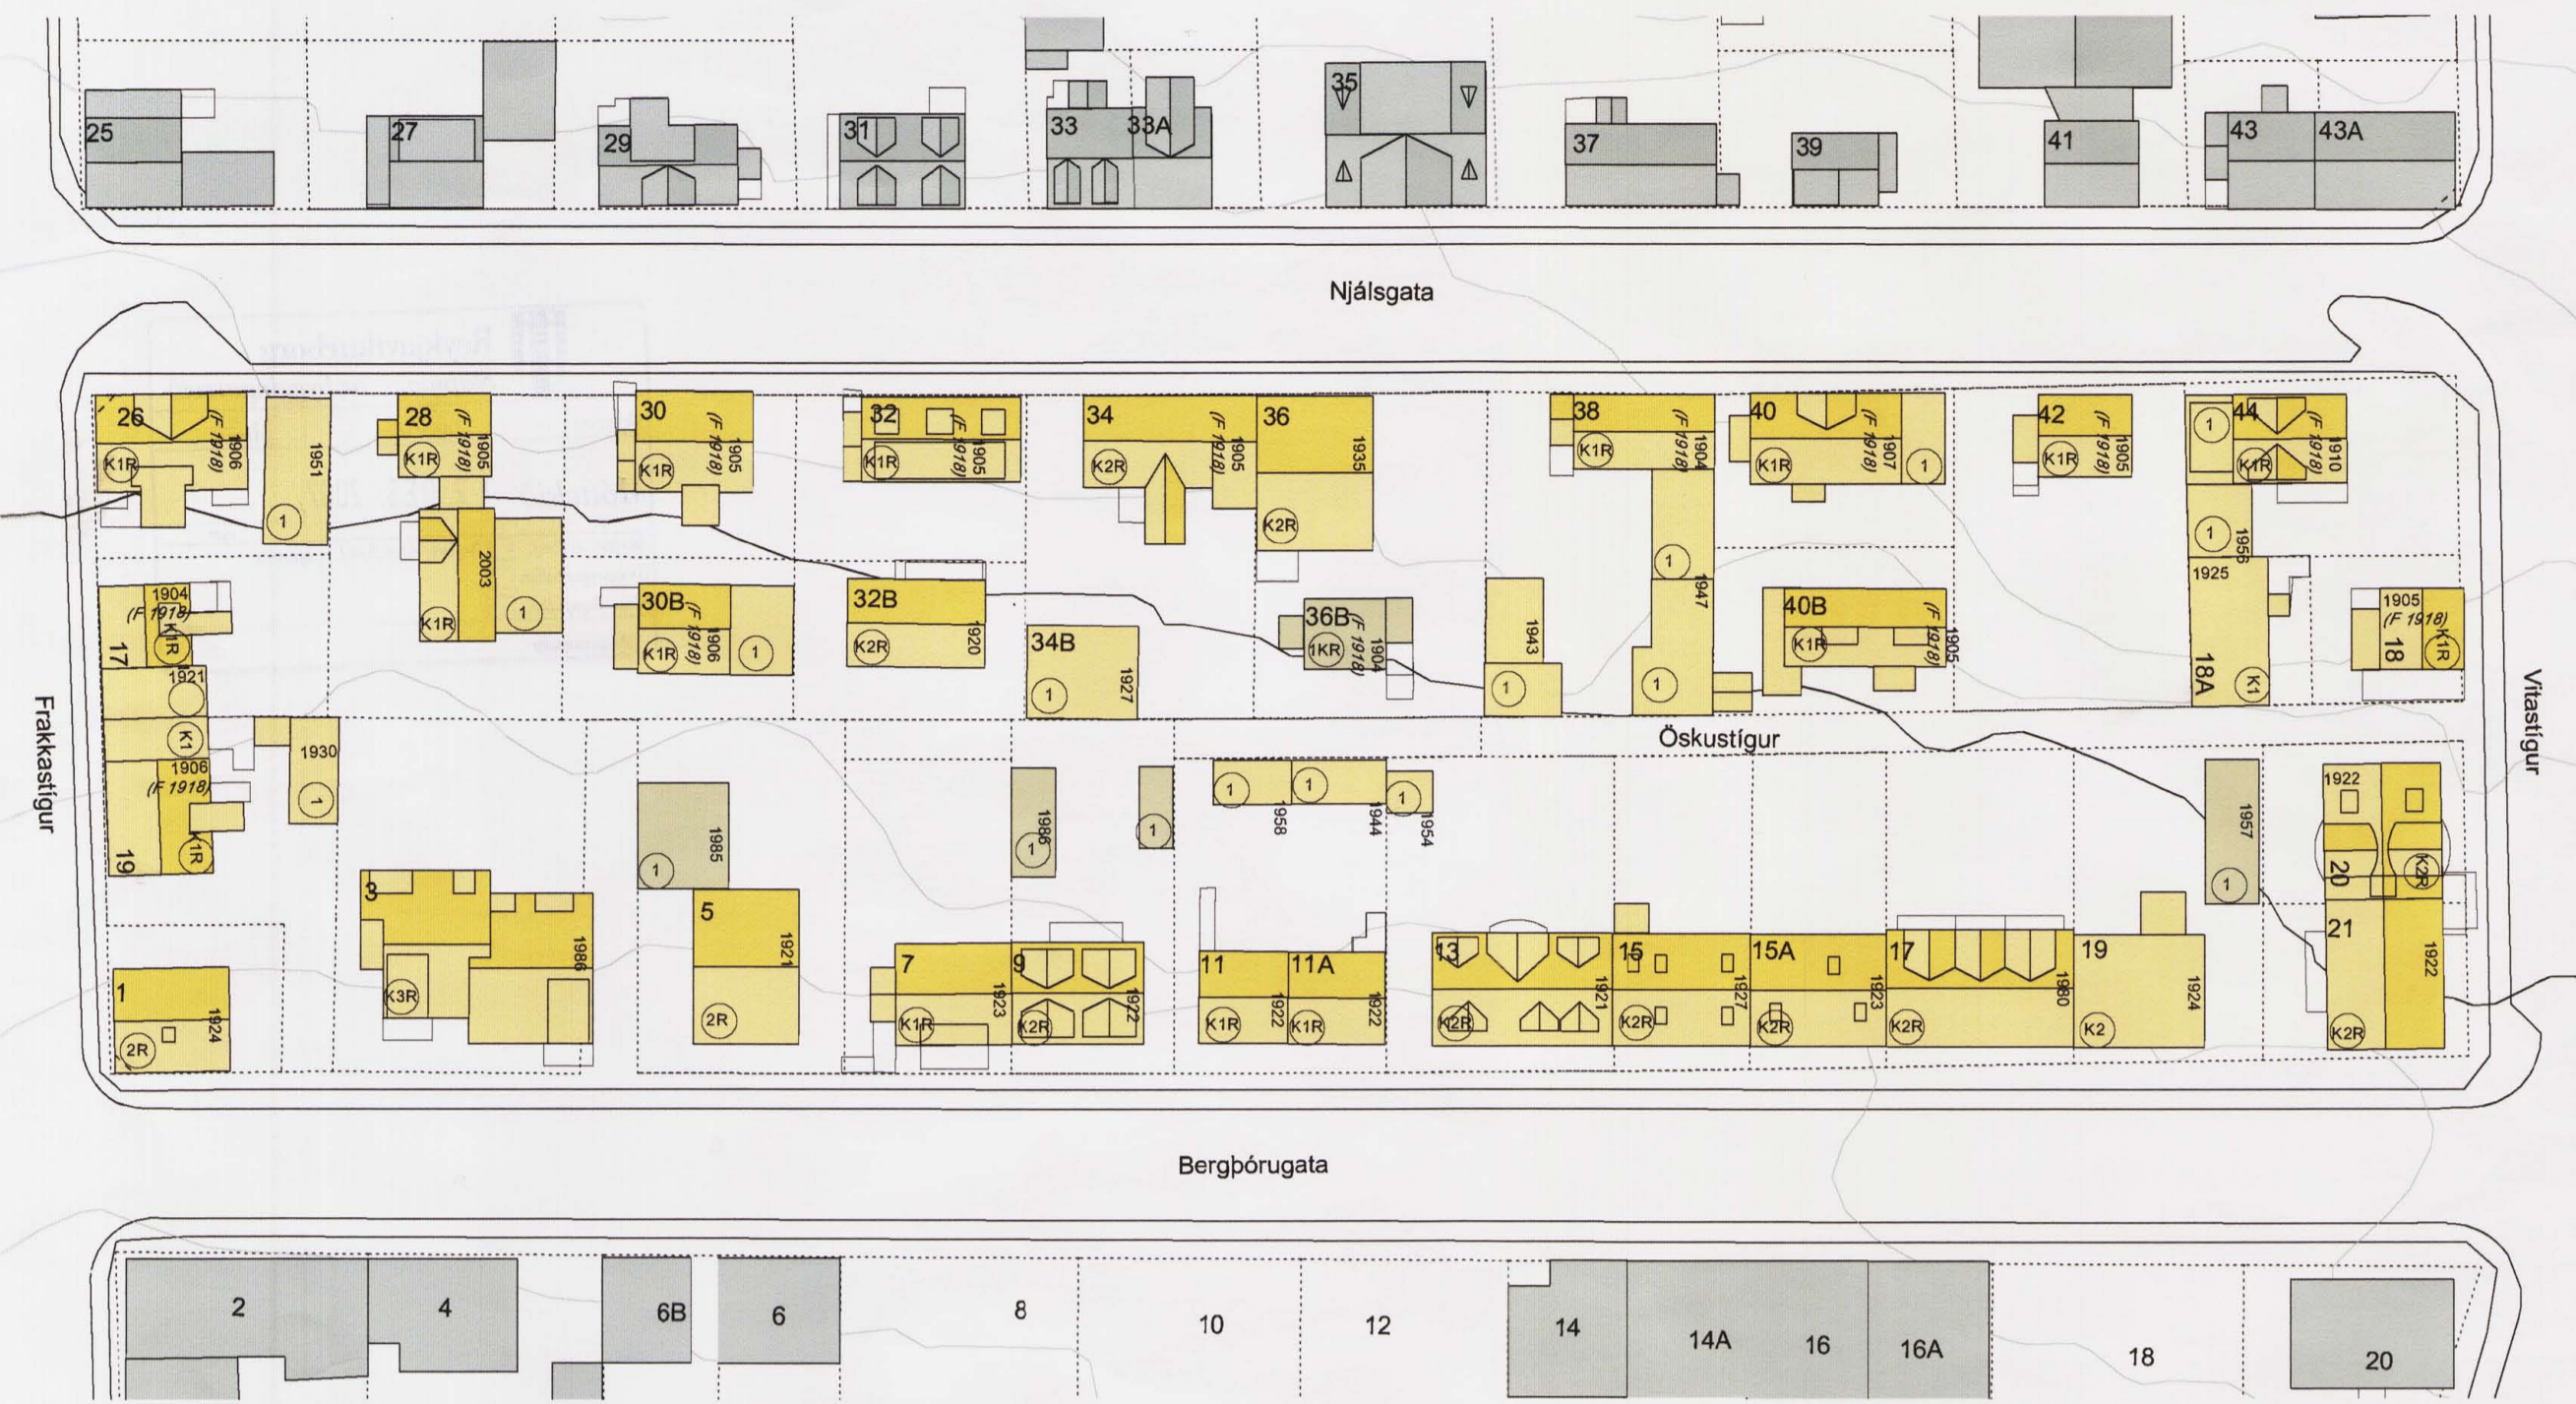 25
27
29
31
33
33A
35
37
39
41
43
43A
Njálsgata
26
1906
(F 1918)
K1R
1951
1
28
1905
(F 1918)
K1R
2003
K1R
1
30
1905
(F 1918)
K1R
32
1905
(F 1918)
K1R
34
1905
(F 1918)
K2R
36
1935
K2R
38
1904
(F 1918)
K1R
1
40
1907
(F 1918)
K1R
1
42
1905
(F 1918)
K1R
1
44
1910
(F 1918)
K1R
1
1956
1904
(F 1918)
17
K1R
1921
K1
1906
(F 1918)
19
K1R
1930
1
30B
1906
(F 1918)
K1R
1
32B
1920
K2R
34B
1927
1
36B
1904
(F 1918)
1KR
1943
1
1947
1
40B
1905
(F 1918)
K1R
1925
18A
K1
1905
(F 1918)
18
K1R
Frakkastígur
Öskustígur
Vitastígur
1
1924
2R
3
1986
K3R
1985
1
5
1921
2R
7
1923
K1R
1986
1
9
1922
K2R
1
1
1958
1
1944
1
1954
11
1922
K1R
11A
1922
K1R
13
1921
K2R
15
1927
K2R
15A
1923
K2R
17
1980
K2R
19
1924
K2
1957
1
1922
20
K2R
21
1922
K2R
Bergþórugata
2
4
6B
6
8
10
12
14
14A
16
16A
18
20